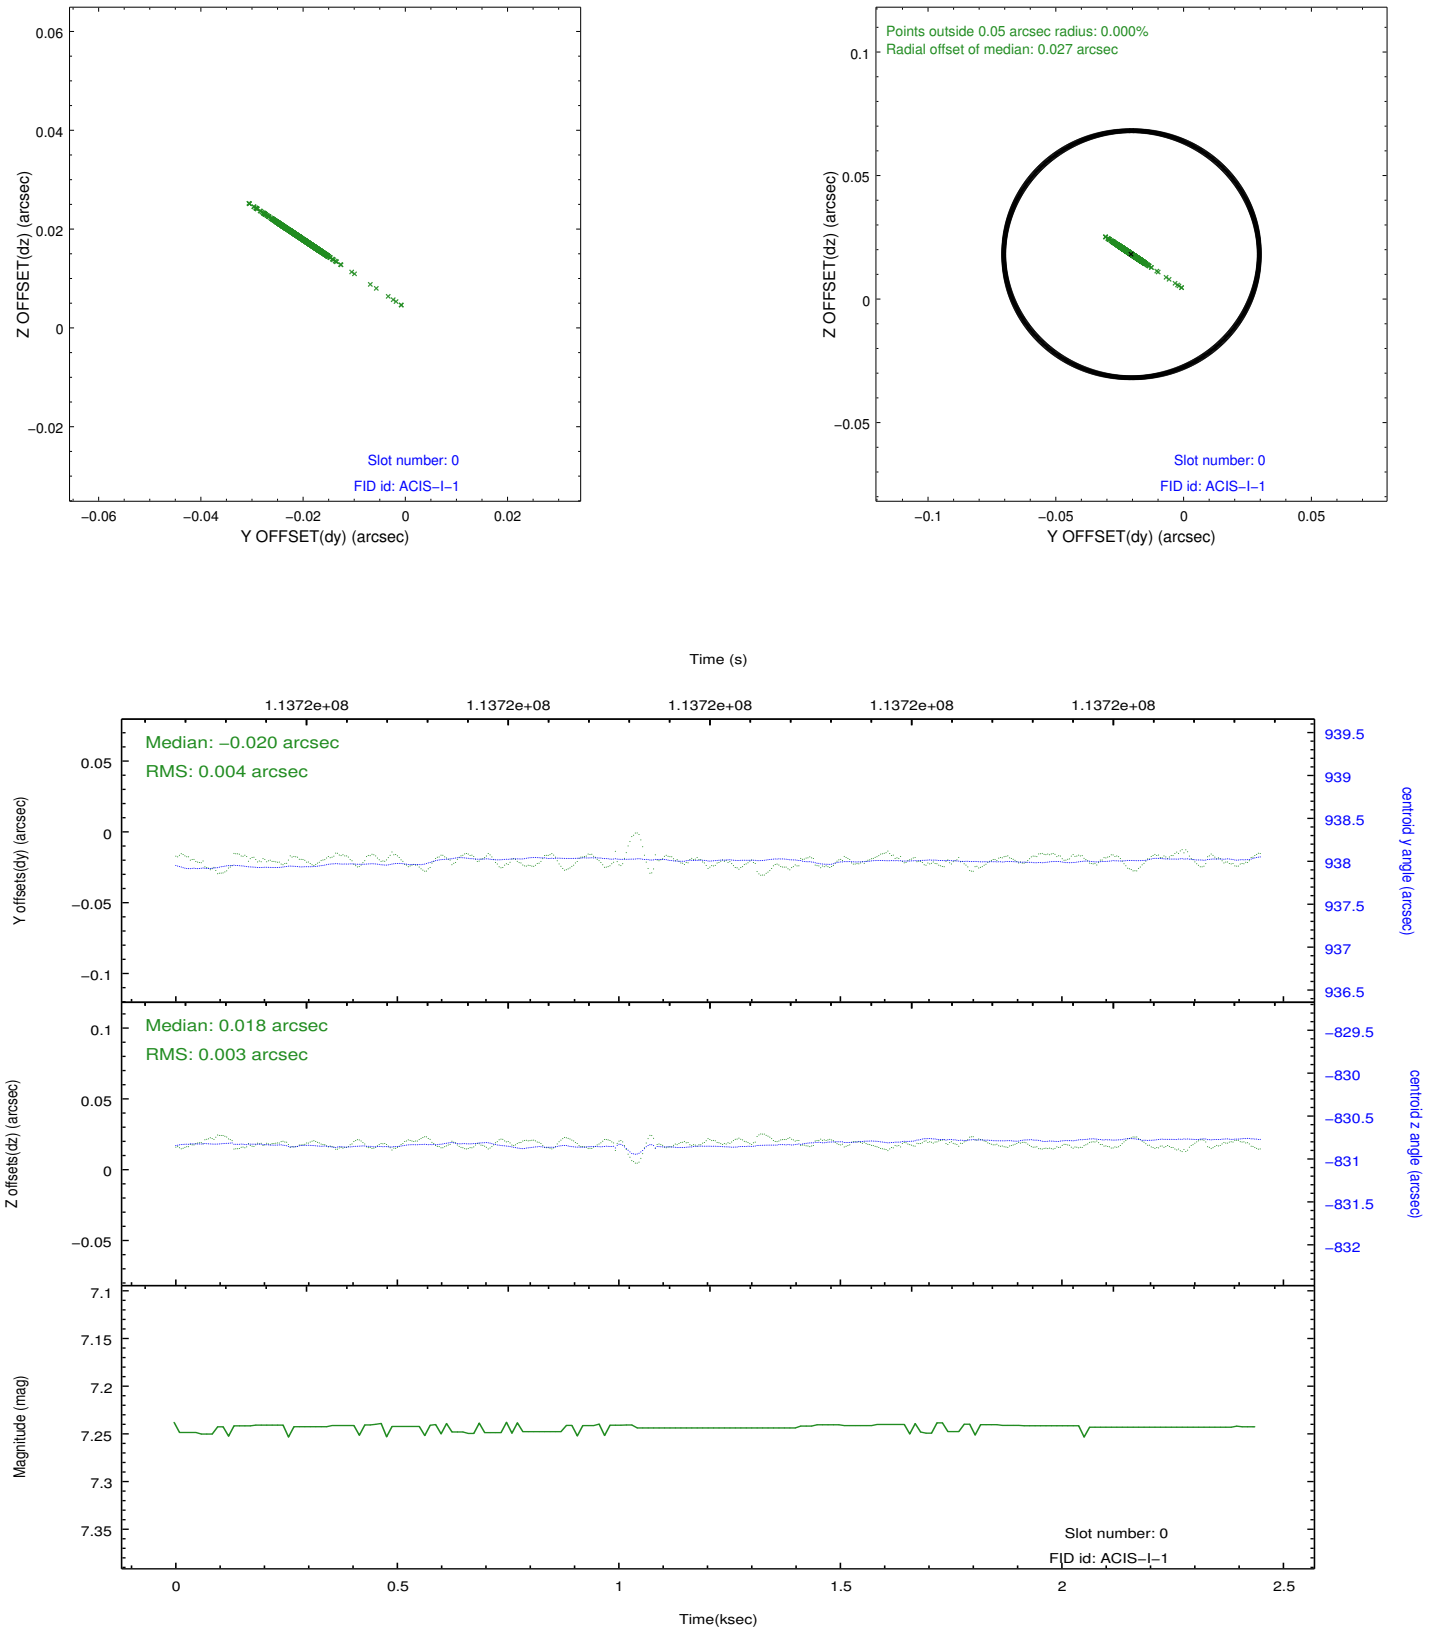 0.06
0.04
0.02
0
−0.02
Z OFFSET(dz) (arcsec)
Slot number: 0
FID id: ACIS−I−1
−0.06
−0.04
−0.02
0
0.02
Y OFFSET(dy) (arcsec)
Points outside 0.05 arcsec radius: 0.000%
Radial offset of median: 0.027 arcsec
0.1
0.05
0
−0.05
Z OFFSET(dz) (arcsec)
Slot number: 0
FID id: ACIS−I−1
−0.1
−0.05
0
0.05
Y OFFSET(dy) (arcsec)
Time (s)
1.1372e+08
1.1372e+08
1.1372e+08
1.1372e+08
1.1372e+08
Median: −0.020 arcsec
RMS: 0.004 arcsec
0.05
0
−0.05
−0.1
Y offsets(dy) (arcsec)
939.5
939
938.5
938
937.5
937
936.5
centroid y angle (arcsec)
Median: 0.018 arcsec
RMS: 0.003 arcsec
0.1
0.05
0
−0.05
Z offsets(dz) (arcsec)
−829.5
−830
−830.5
−831
−831.5
−832
centroid z angle (arcsec)
7.1
7.15
7.2
7.25
7.3
7.35
Magnitude (mag)
Slot number: 0
FID id: ACIS−I−1
0
0.5
1
1.5
2
2.5
Time(ksec)